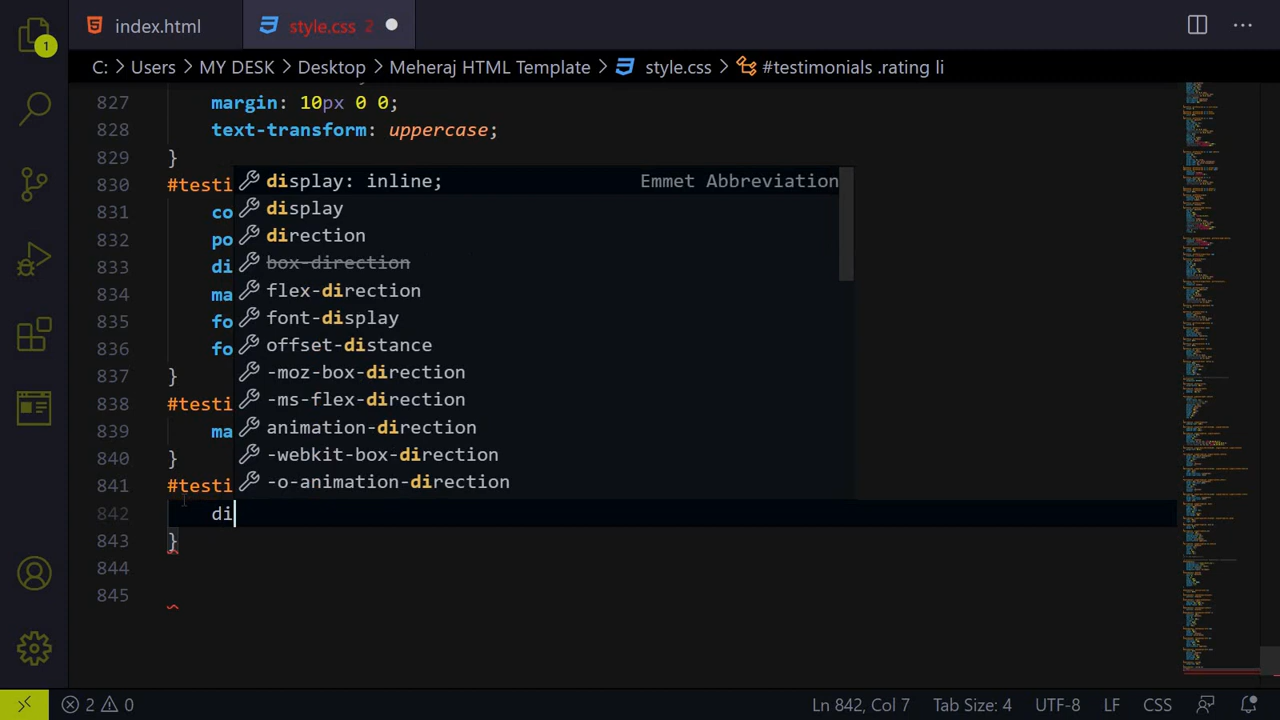 index.html
style.css 2
1
C: > Users > MY DESK > Desktop > Meheraj HTML Template > style.css > #testimonials .rating li
827 margin: 10px 0 0;
828 text-transform: uppercase;
829 }
830 #testi
831 co
832 po
833 di
834 ma
835 fo
836 fo
837 }
838 #testi
839 ma
840 }
841 #testi
842 di
843 }
844
845
display: inline; Emmet Abbreviation
display
direction
box-direction
flex-direction
font-display
offset-distance
-moz-box-direction
-ms-flex-direction
animation-direction
-webkit-box-direction
-o-animation-direction
2 0 Ln 842, Col 7 Tab Size: 4 UTF-8 LF CSS